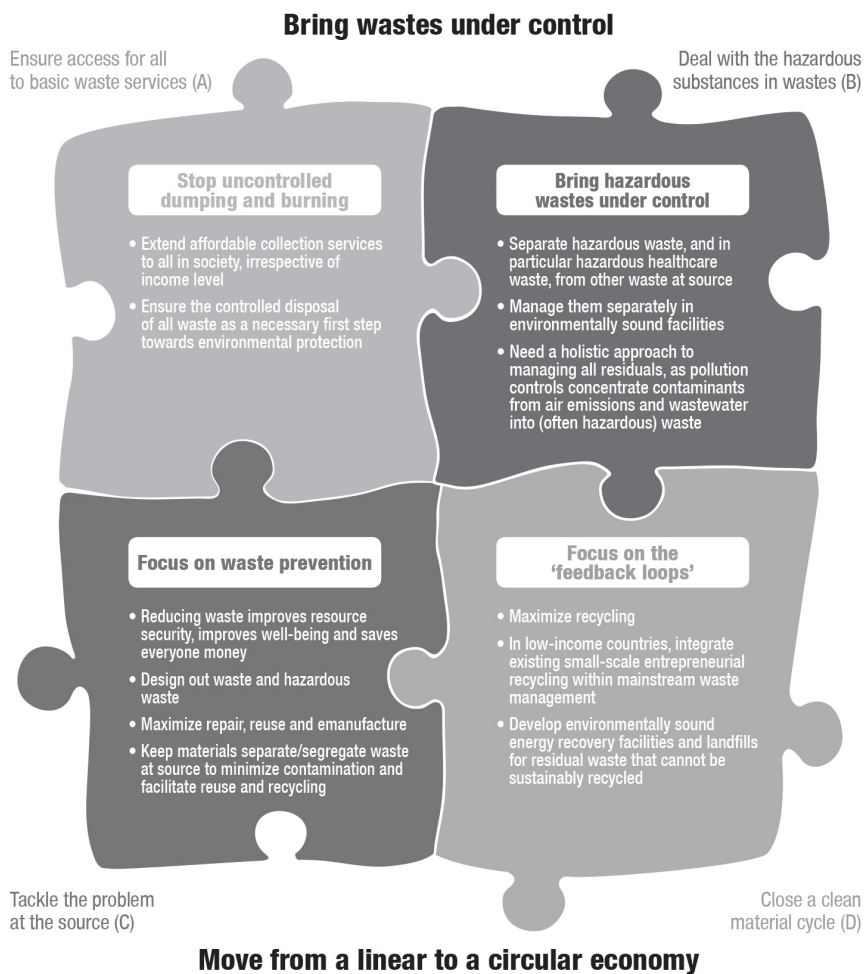 Bring wastes under control
Ensure access for all
to basic waste services (A)
Deal with the hazardous
substances in wastes (B)
Stop uncontrolled
dumping and burning
• Extend affordable collection services
to all in society, irrespective of
income level
• Ensure the controlled disposal
of all waste as a necessary first step
towards environmental protection
Bring hazardous
wastes under control
• Separate hazardous waste, and in
particular hazardous healthcare
waste, from other waste at source
• Manage them separately in
environmentally sound facilities
• Need a holistic approach to
managing all residuals, as pollution
controls concentrate contaminants
from air emissions and wastewater
into (often hazardous) waste
Focus on waste prevention
• Reducing waste improves resource
security, improves well-being and saves
everyone money
• Design out waste and hazardous
waste
• Maximize repair, reuse and emanufacture
• Keep materials separate/segregate waste
at source to minimize contamination and
facilitate reuse and recycling
Focus on the
‘feedback loops’
• Maximize recycling
• In low-income countries, integrate
existing small-scale entrepreneurial
recycling within mainstream waste
management
• Develop environmentally sound
energy recovery facilities and landfills
for residual waste that cannot be
sustainably recycled
Tackle the problem
at the source (C)
Close a clean
material cycle (D)
Move from a linear to a circular economy